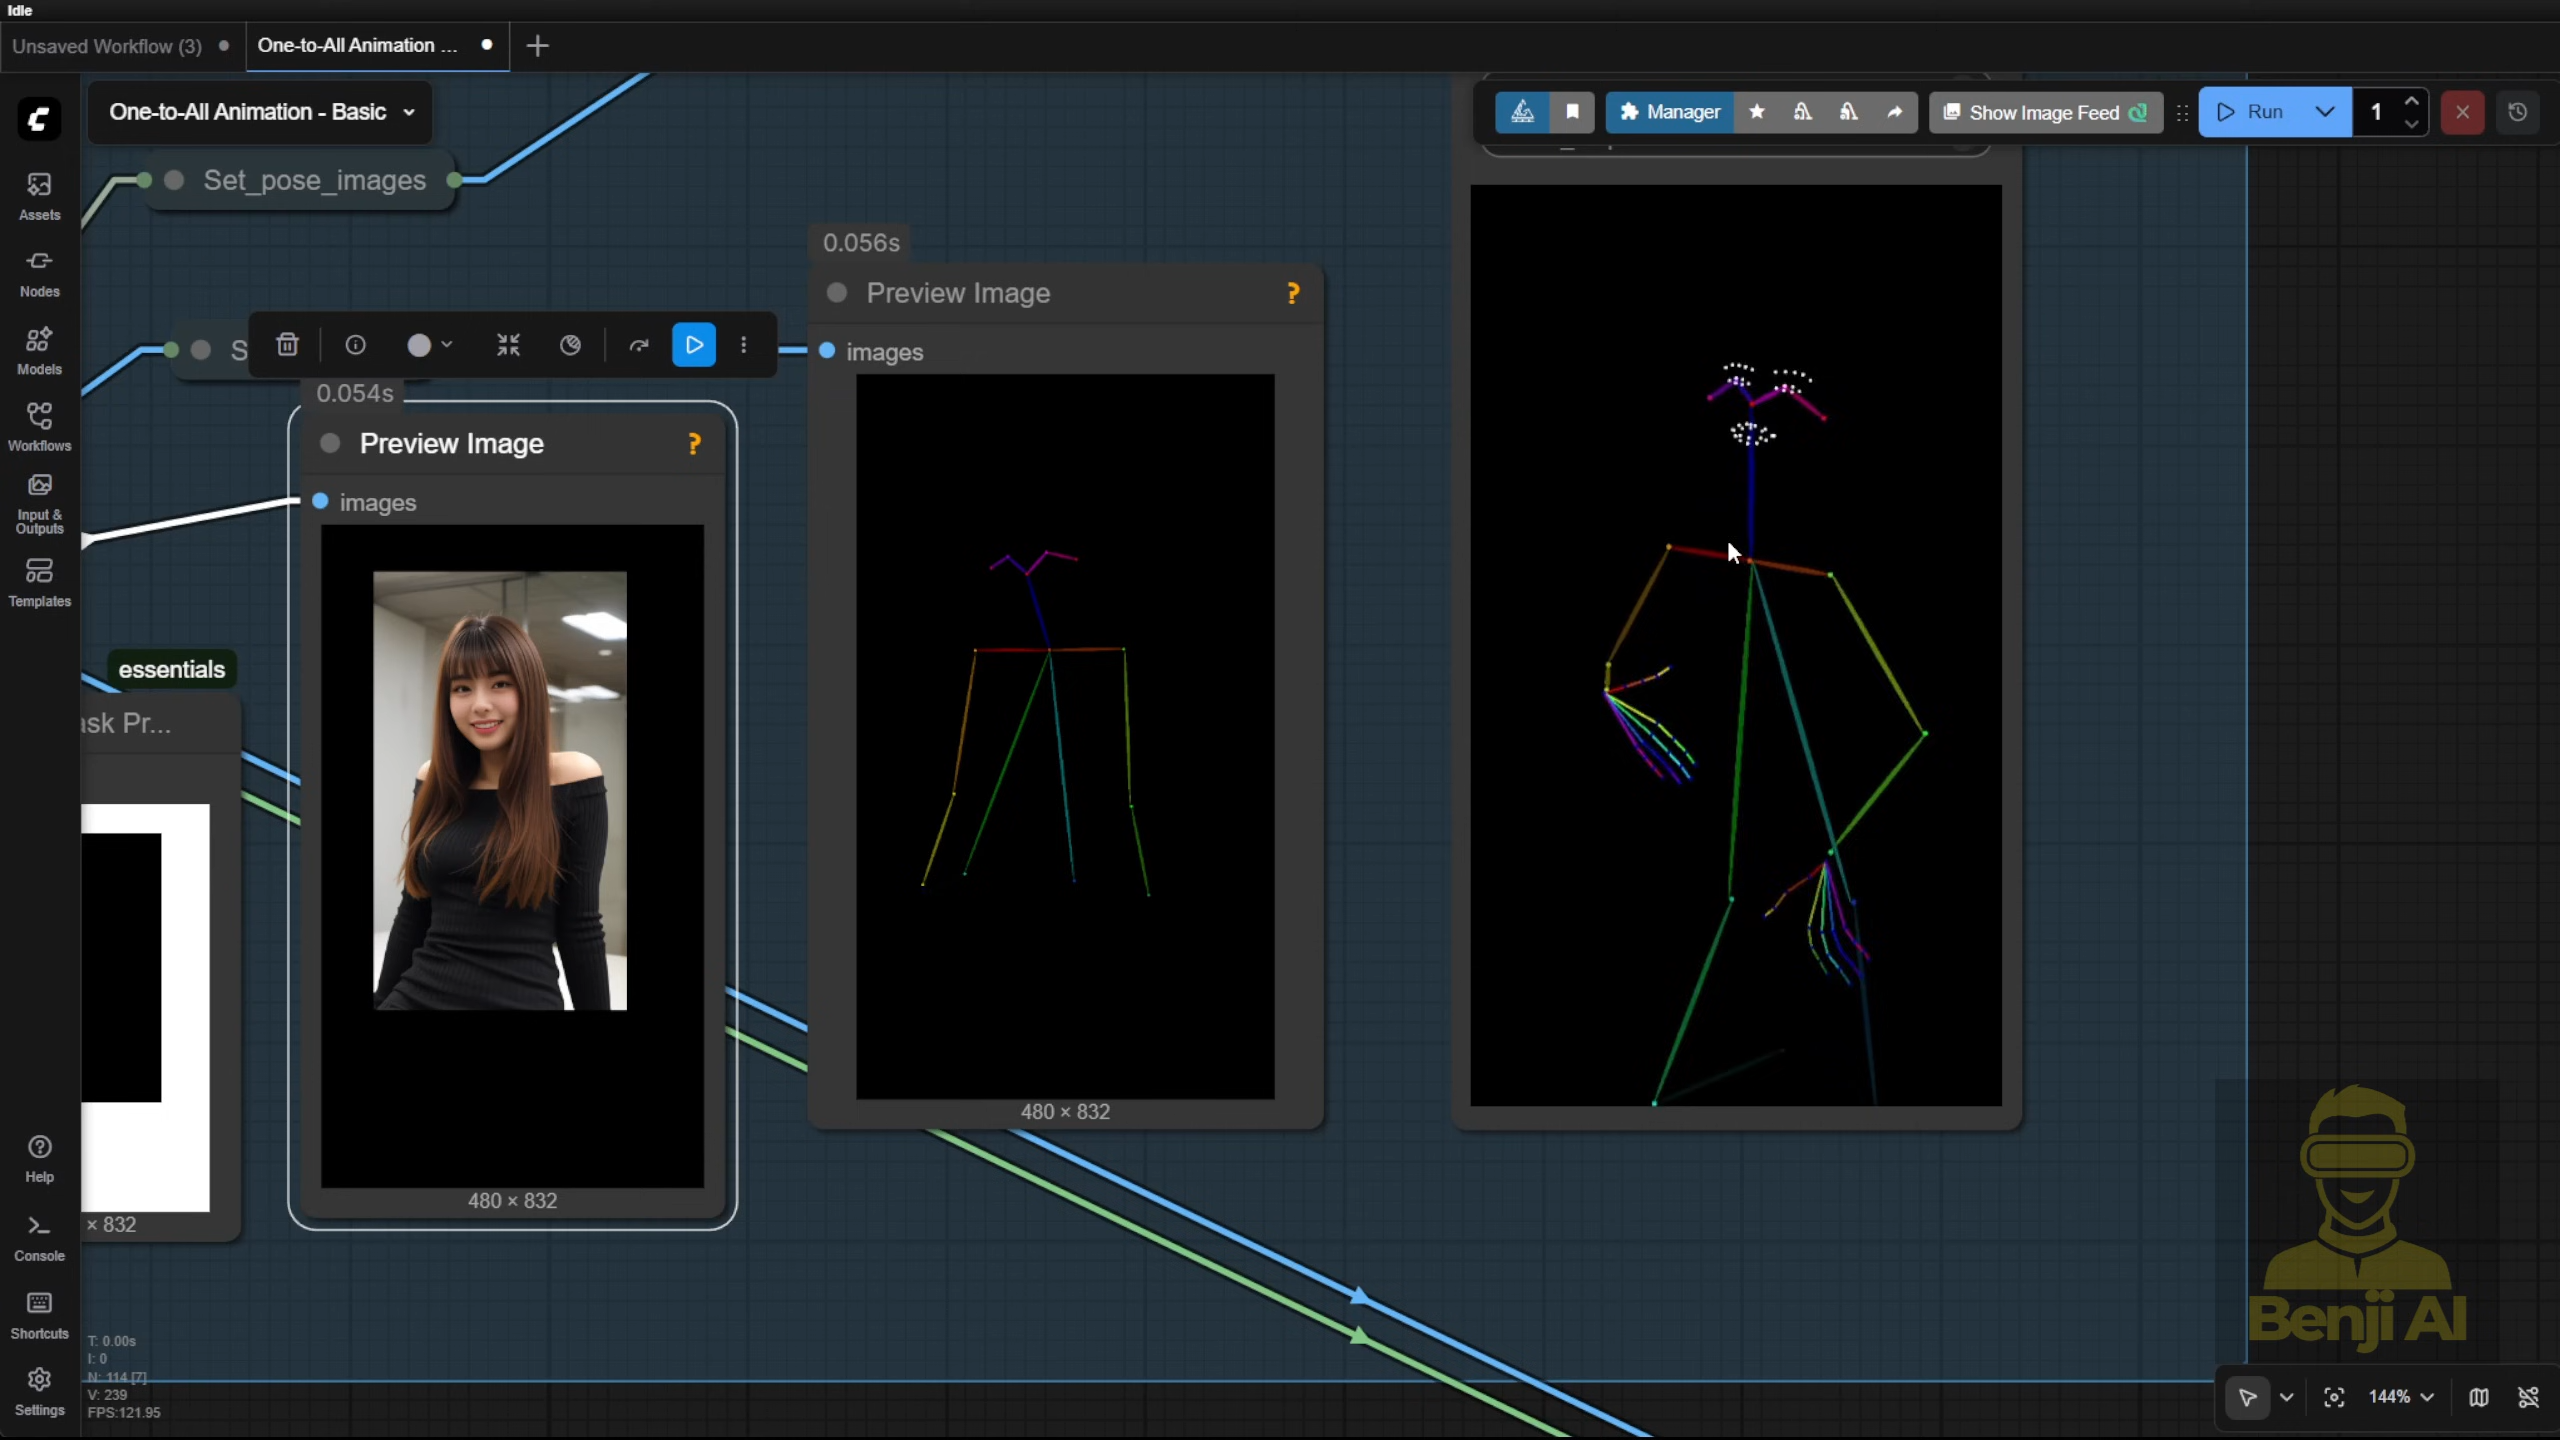 Idle
Unsaved Workflow (3)
One-to-All Animation ...
One-to-All Animation - Basic
Manager
Show Image Feed
Run
1
Set_pose_images
Assets
Nodes
Models
Workflows
Input &
Outputs
Templates
0.056s
Preview Image
?
images
480 × 832
S
0.054s
Preview Image
?
images
480 × 832
essentials
ask Pr...
× 832
Help
Console
Shortcuts
Settings
T: 0.00s
I: 0
N: 114 [7]
V: 239
FPS:121.95
Benji AI
144%